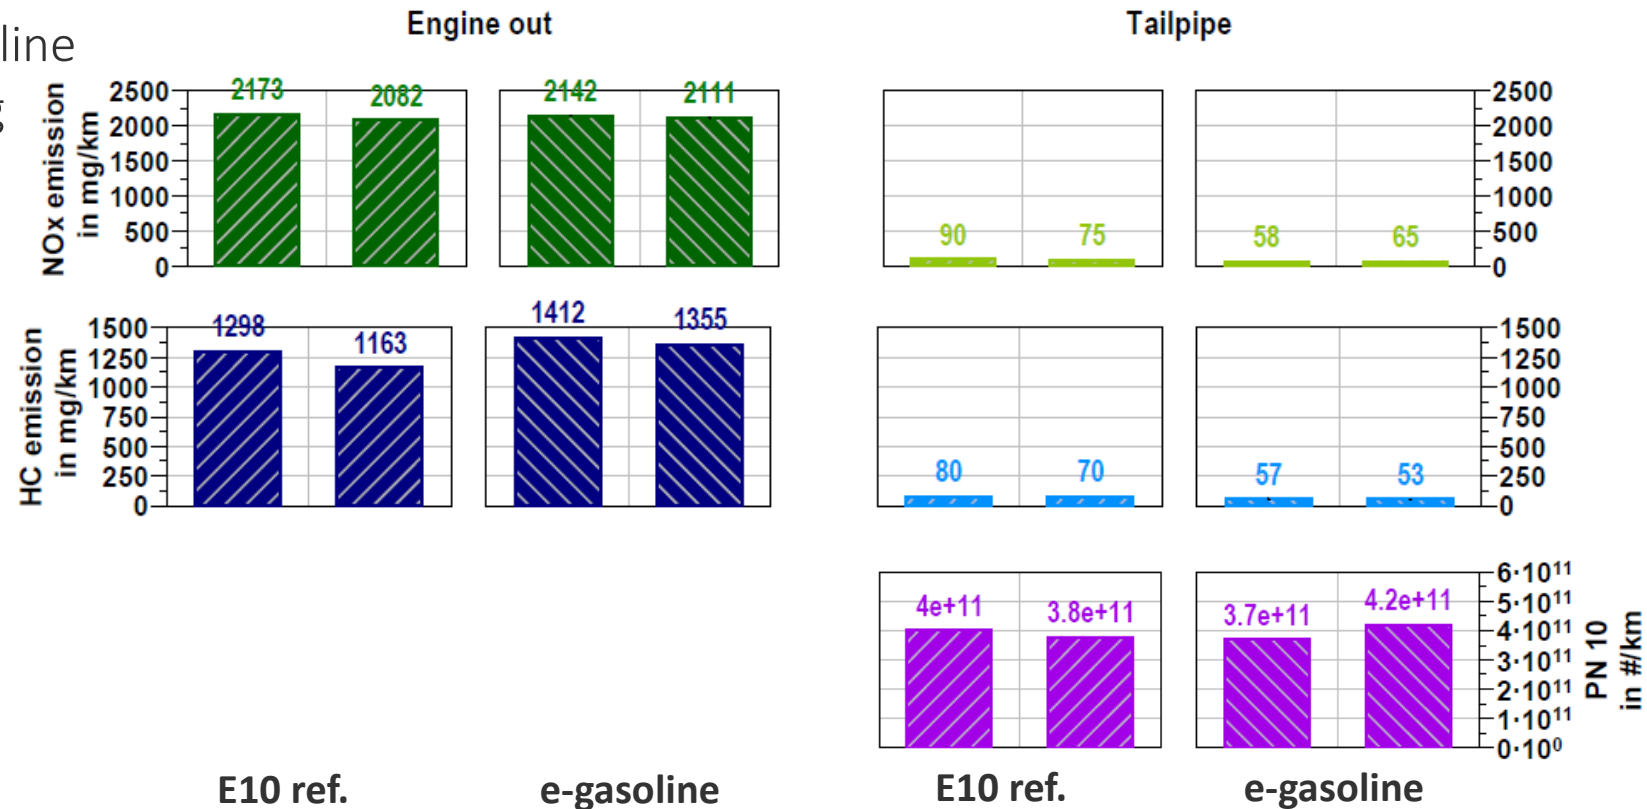 line
g
Engine out
Tailpipe
NOx emission
in mg/km
2500
2000
1500
1000
500
0
2173
2082
2142
2111
90
75
58
65
2500
2000
1500
1000
500
0
HC emission
in mg/km
1500
1250
1000
750
500
250
0
1298
1163
1412
1355
80
70
57
53
1500
1250
1000
750
500
250
0
4e+11
3.8e+11
3.7e+11
4.2e+11
6·10¹¹
5·10¹¹
4·10¹¹
3·10¹¹
2·10¹¹
1·10¹¹
0·10⁰
PN 10
in #/km
E10 ref.
e-gasoline
E10 ref.
e-gasoline